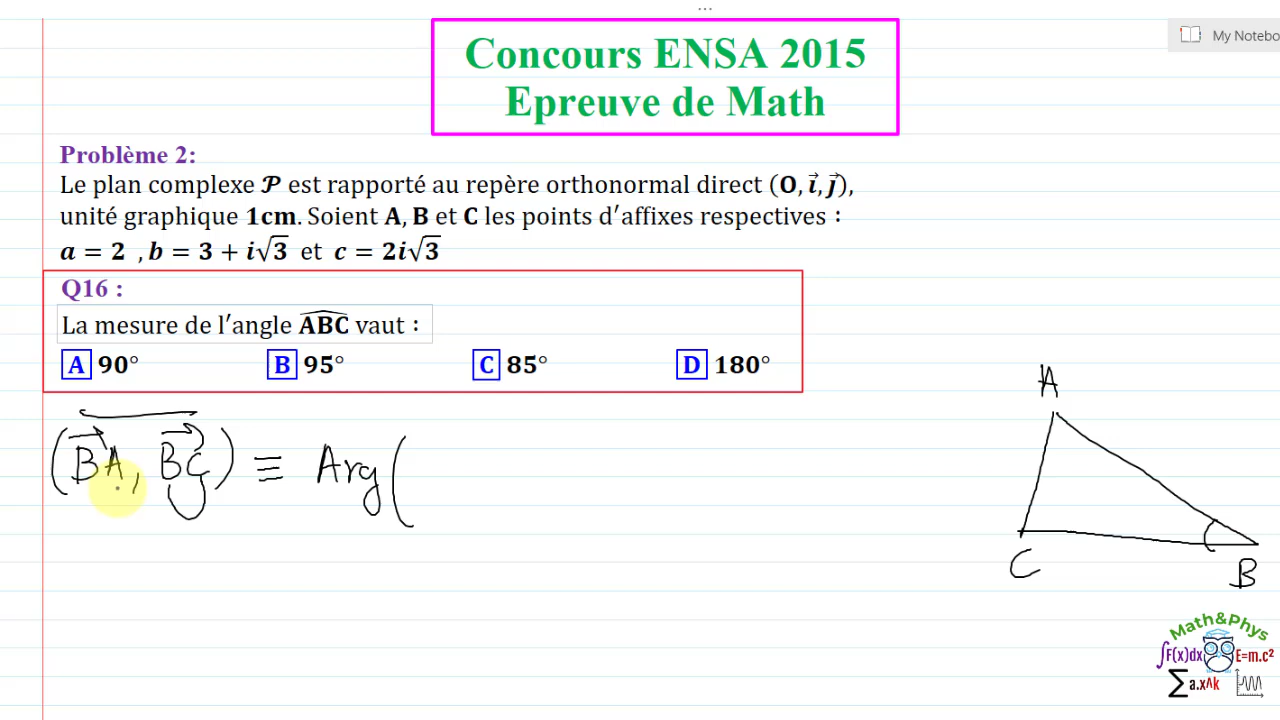 ...
My Notebo
Concours ENSA 2015
Epreuve de Math
Problème 2:
Le plan complexe 𝓟 est rapporté au repère orthonormal direct (O, i⃗, j⃗),
unité graphique 1cm. Soient A, B et C les points d'affixes respectives :
a = 2 , b = 3 + i√3 et c = 2i√3
Q16 :
La mesure de l'angle ABC vaut :
A 90° B 95° C 85° D 180°
(BA, BC) ≡ Arg(
A
C
B
Math&Phys
∫F(x)dx E=m.c²
∑ a.x^k